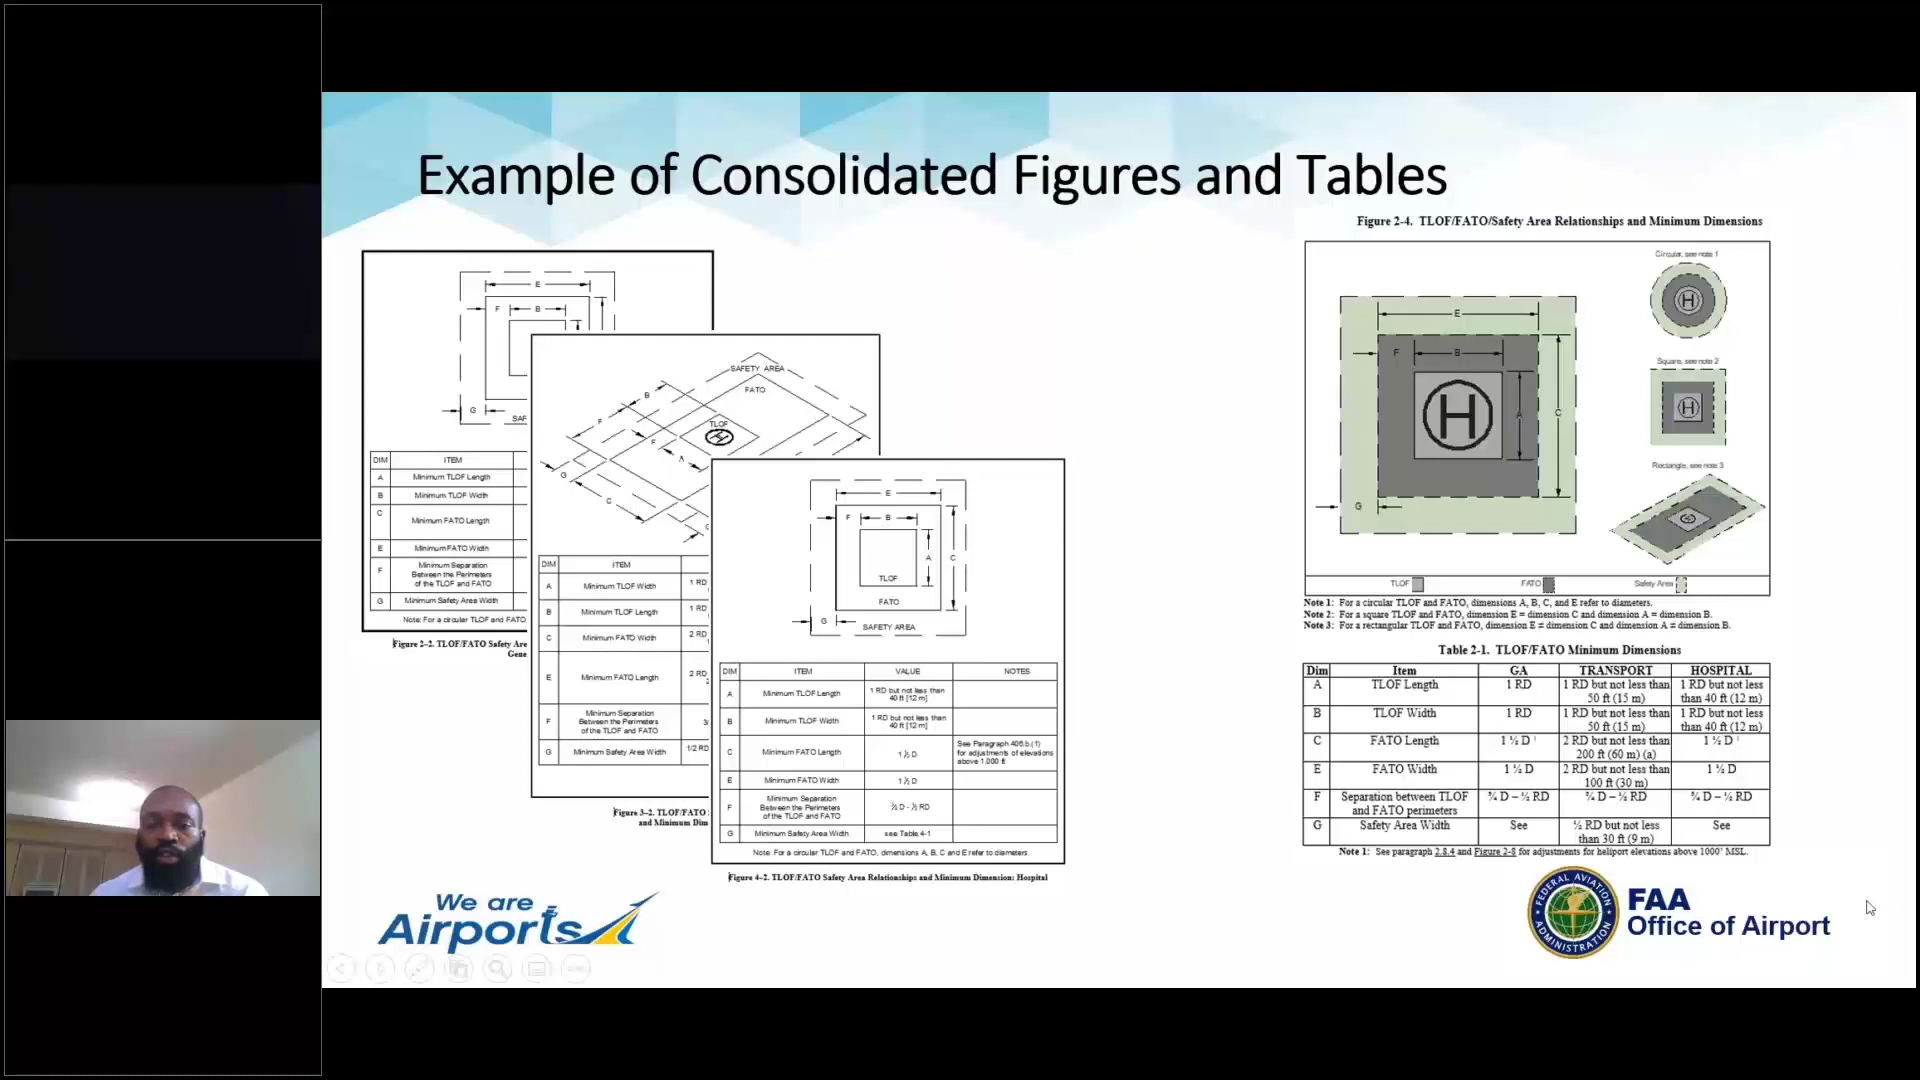 Example of Consolidated Figures and Tables
E
F
B
G
SAF
DIM ITEM
A Minimum TLOF Length
B Minimum TLOF Width
C Minimum FATO Length
E Minimum FATO Width
F Minimum Separation
Between the Perimeters
of the TLOF and FATO
G Minimum Safety Area Width
Note: For a circular TLOF and FATO,
Figure 2–2. TLOF/FATO Safety Are
Gene
SAFETY AREA
FATO
B
F
TLOF
H
F
A
G
C
DIM ITEM
A Minimum TLOF Width 1 RD
B Minimum TLOF Length 1 RD
C Minimum FATO Width 2 RD
E Minimum FATO Length 2 RD
F Minimum Separation
Between the Perimeters
of the TLOF and FATO
G Minimum Safety Area Width 1/2 RD
Figure 3–2. TLOF/FATO
and Minimum Dim
E
F B
A C
TLOF
FATO
G SAFETY AREA
DIM ITEM VALUE NOTES
A Minimum TLOF Length 1 RD but not less than
40 ft [12 m]
B Minimum TLOF Width 1 RD but not less than
40 ft [12 m]
C Minimum FATO Length 1 ½ D See Paragraph 406.b.(1)
for adjustments of elevations
above 1,000 ft
E Minimum FATO Width 1 ½ D
F Minimum Separation
Between the Perimeters
of the TLOF and FATO
G Minimum Safety Area Width see Table 4-1
Note: For a circular TLOF and FATO, dimensions A, B, C and E refer to diameters.
Figure 4–2. TLOF/FATO Safety Area Relationships and Minimum Dimension: Hospital
Figure 2-4. TLOF/FATO/Safety Area Relationships and Minimum Dimensions
Circular, see note 1
H
E
F B
H
A C
Square, see note 2
H
Rectangle, see note 3
H
G
TLOF FATO Safety Area
Note 1: For a circular TLOF and FATO, dimensions A, B, C, and E refer to diameters.
Note 2: For a square TLOF and FATO, dimension E = dimension C and dimension A = dimension B.
Note 3: For a rectangular TLOF and FATO, dimension E ≠ dimension C and dimension A ≠ dimension B.
Table 2-1. TLOF/FATO Minimum Dimensions
Dim Item GA TRANSPORT HOSPITAL
A TLOF Length 1 RD 1 RD but not less than 50 ft (15 m) 1 RD but not less than 40 ft (12 m)
B TLOF Width 1 RD 1 RD but not less than 50 ft (15 m) 1 RD but not less than 40 ft (12 m)
C FATO Length 1 ½ D 2 RD but not less than 200 ft (60 m) (a) 1 ½ D
E FATO Width 1 ½ D 2 RD but not less than 100 ft (30 m) 1 ½ D
F Separation between TLOF and FATO perimeters ¾ D – ½ RD ¾ D – ½ RD ¾ D – ½ RD
G Safety Area Width See ½ RD but not less than 30 ft (9 m) See
Note 1: See paragraph 2.8.4 and Figure 2-8 for adjustments for heliport elevations above 1000' MSL.
We are
Airports
FEDERAL AVIATION
ADMINISTRATION
FAA
Office of Airport